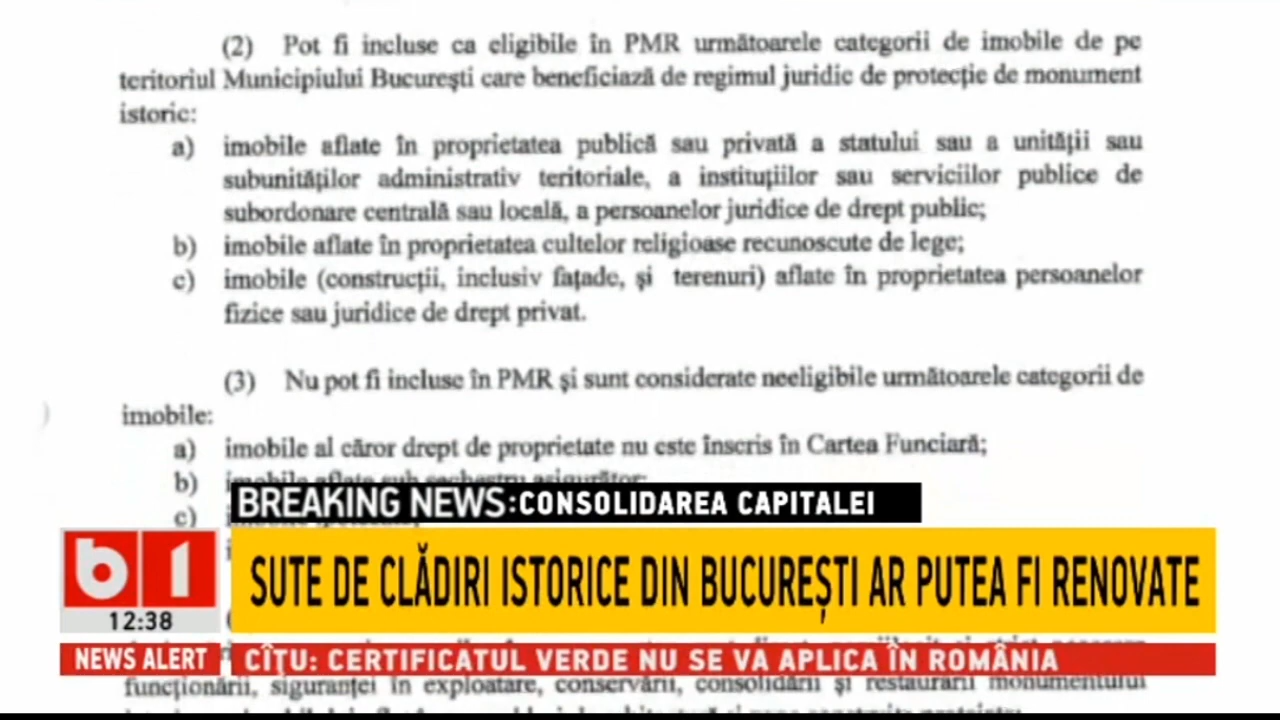 (2) Pot fi incluse ca eligibile în PMR următoarele categorii de imobile de pe
teritoriul Municipiului București care beneficiază de regimul juridic de protecție de monument
istoric:
a) imobile aflate în proprietatea publică sau privată a statului sau a unității sau
subunităților administrativ teritoriale, a instituțiilor sau serviciilor publice de
subordonare centrală sau locală, a persoanelor juridice de drept public;
b) imobile aflate în proprietatea cultelor religioase recunoscute de lege;
c) imobile (construcții, inclusiv fațade, și terenuri) aflate în proprietatea persoanelor
fizice sau juridice de drept privat.
(3) Nu pot fi incluse în PMR și sunt considerate neeligibile următoarele categorii de
imobile:
a) imobile al căror drept de proprietate nu este înscris în Cartea Funciară;
b) imobile aflate sub sechestru asigurător;
c)
BREAKING NEWS: CONSOLIDAREA CAPITALEI
b1
SUTE DE CLĂDIRI ISTORICE DIN BUCUREȘTI AR PUTEA FI RENOVATE
12:38
NEWS ALERT CÎȚU: CERTIFICATUL VERDE NU SE VA APLICA ÎN ROMÂNIA
funcționării, siguranței în exploatare, conservării, consolidării și restaurării monumentului